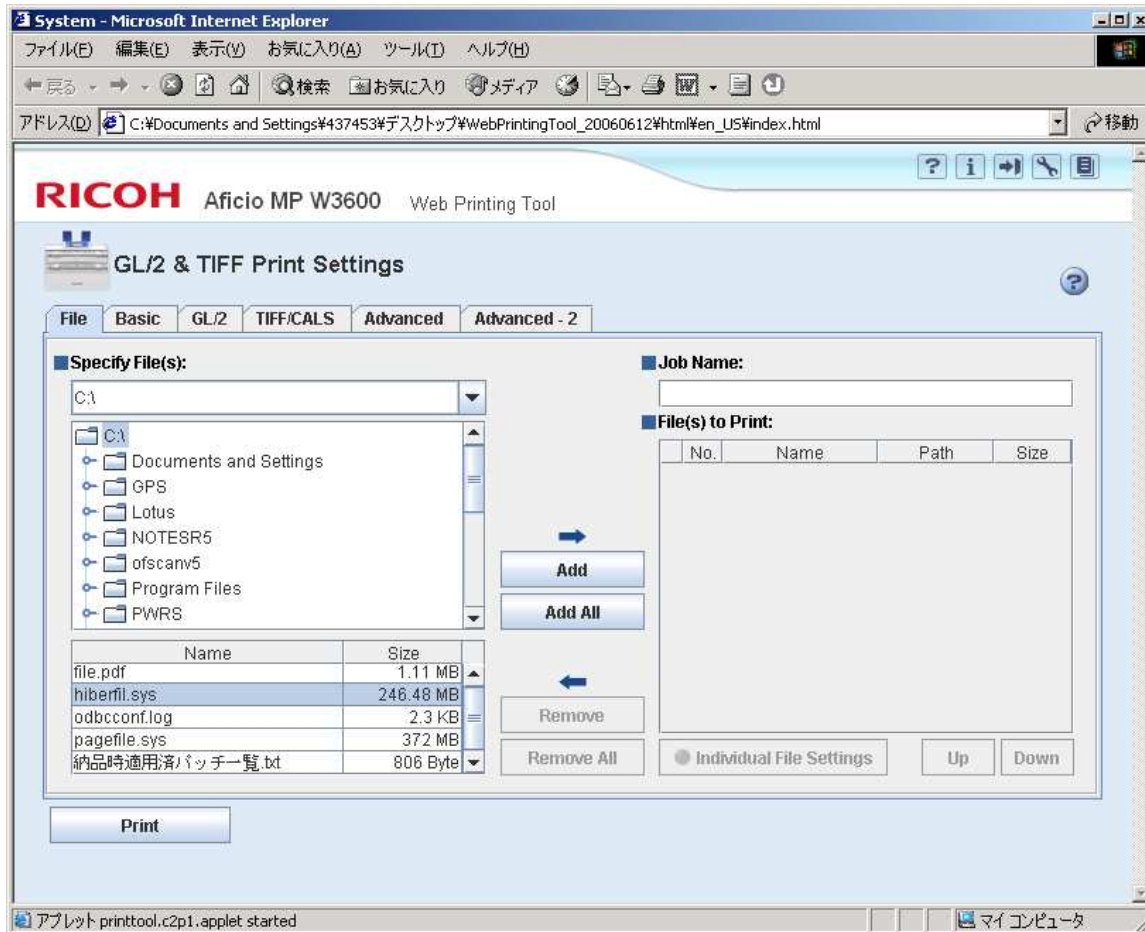 System - Microsoft Internet Explorer
ファイル(F) 編集(E) 表示(V) お気に入り(A) ツール(T) ヘルプ(H)
戻る 検索 お気に入り メディア
アドレス(D) C:¥Documents and Settings¥437453¥デスクトップ¥WebPrintingTool_20060612¥html¥en_US¥index.html 移動
RICOH Aficio MP W3600 Web Printing Tool
GL/2 & TIFF Print Settings
File Basic GL/2 TIFF/CALS Advanced Advanced - 2
Specify File(s):
C:\
C:\
Documents and Settings
GPS
Lotus
NOTESR5
ofscanv5
Program Files
PWRS
Name Size
file.pdf 1.11 MB
hiberfil.sys 246.48 MB
odbcconf.log 2.3 KB
pagefile.sys 372 MB
納品時適用済パッチ一覧.txt 806 Byte
Add
Add All
Remove
Remove All
Job Name:
File(s) to Print:
No. Name Path Size
Individual File Settings Up Down
Print
アプレット printtool.c2p1.applet started マイ コンピュータ